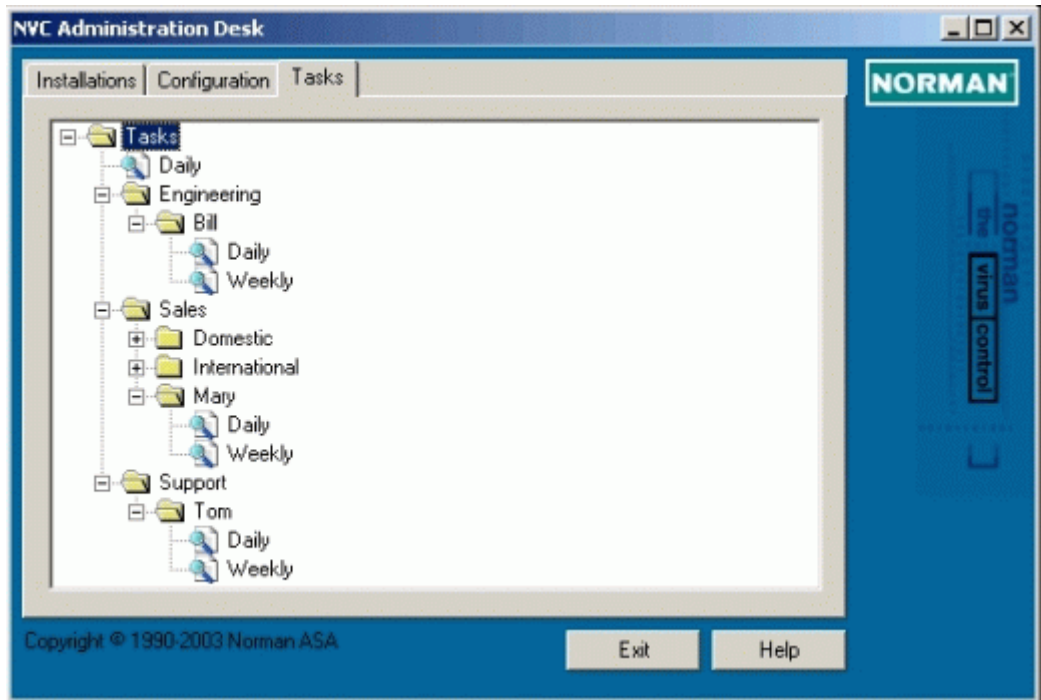 NVC Administration Desk
Installations Configuration Tasks
NORMAN
Tasks
Daily
Engineering
Bill
Daily
Weekly
Sales
Domestic
International
Mary
Daily
Weekly
Support
Tom
Daily
Weekly
norman
the virus control
Copyright © 1990-2003 Norman ASA
Exit Help